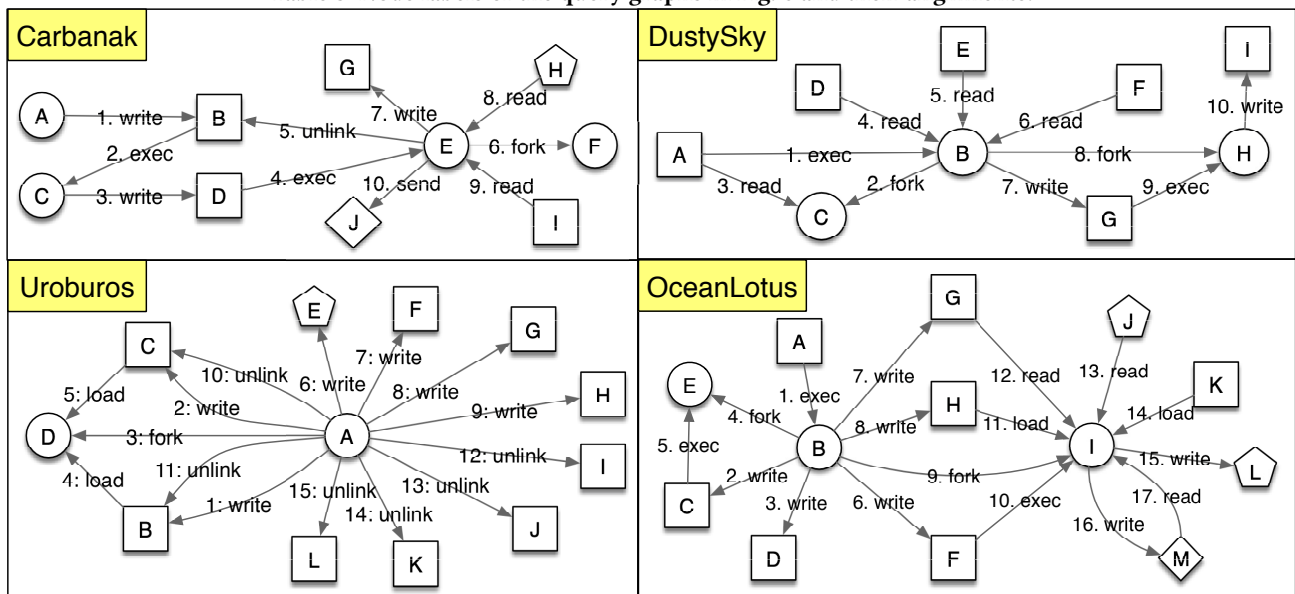 Carbanak
G
H
7. write
8. read
A
1. write
B
5. unlink
E
6. fork
F
2. exec
C
3. write
D
4. exec
10. send
9. read
J
I
DustySky
E
I
D
F
5. read
10. write
4. read
6. read
A
1. exec
B
8. fork
H
3. read
2. fork
7. write
9. exec
C
G
Uroburos
E
F
G
C
7: write
10: unlink
6: write
8: write
5: load
H
2: write
9: write
D
3: fork
A
11: unlink
12: unlink
I
4: load
15: unlink
13: unlink
1: write
14: unlink
B
J
L
K
OceanLotus
G
J
A
7. write
12. read
13. read
E
1. exec
K
4. fork
H
14. load
8. write
11. load
5. exec
B
I
15. write
L
2. write
9. fork
C
3. write
6. write
10. exec
17. read
16. write
D
F
M